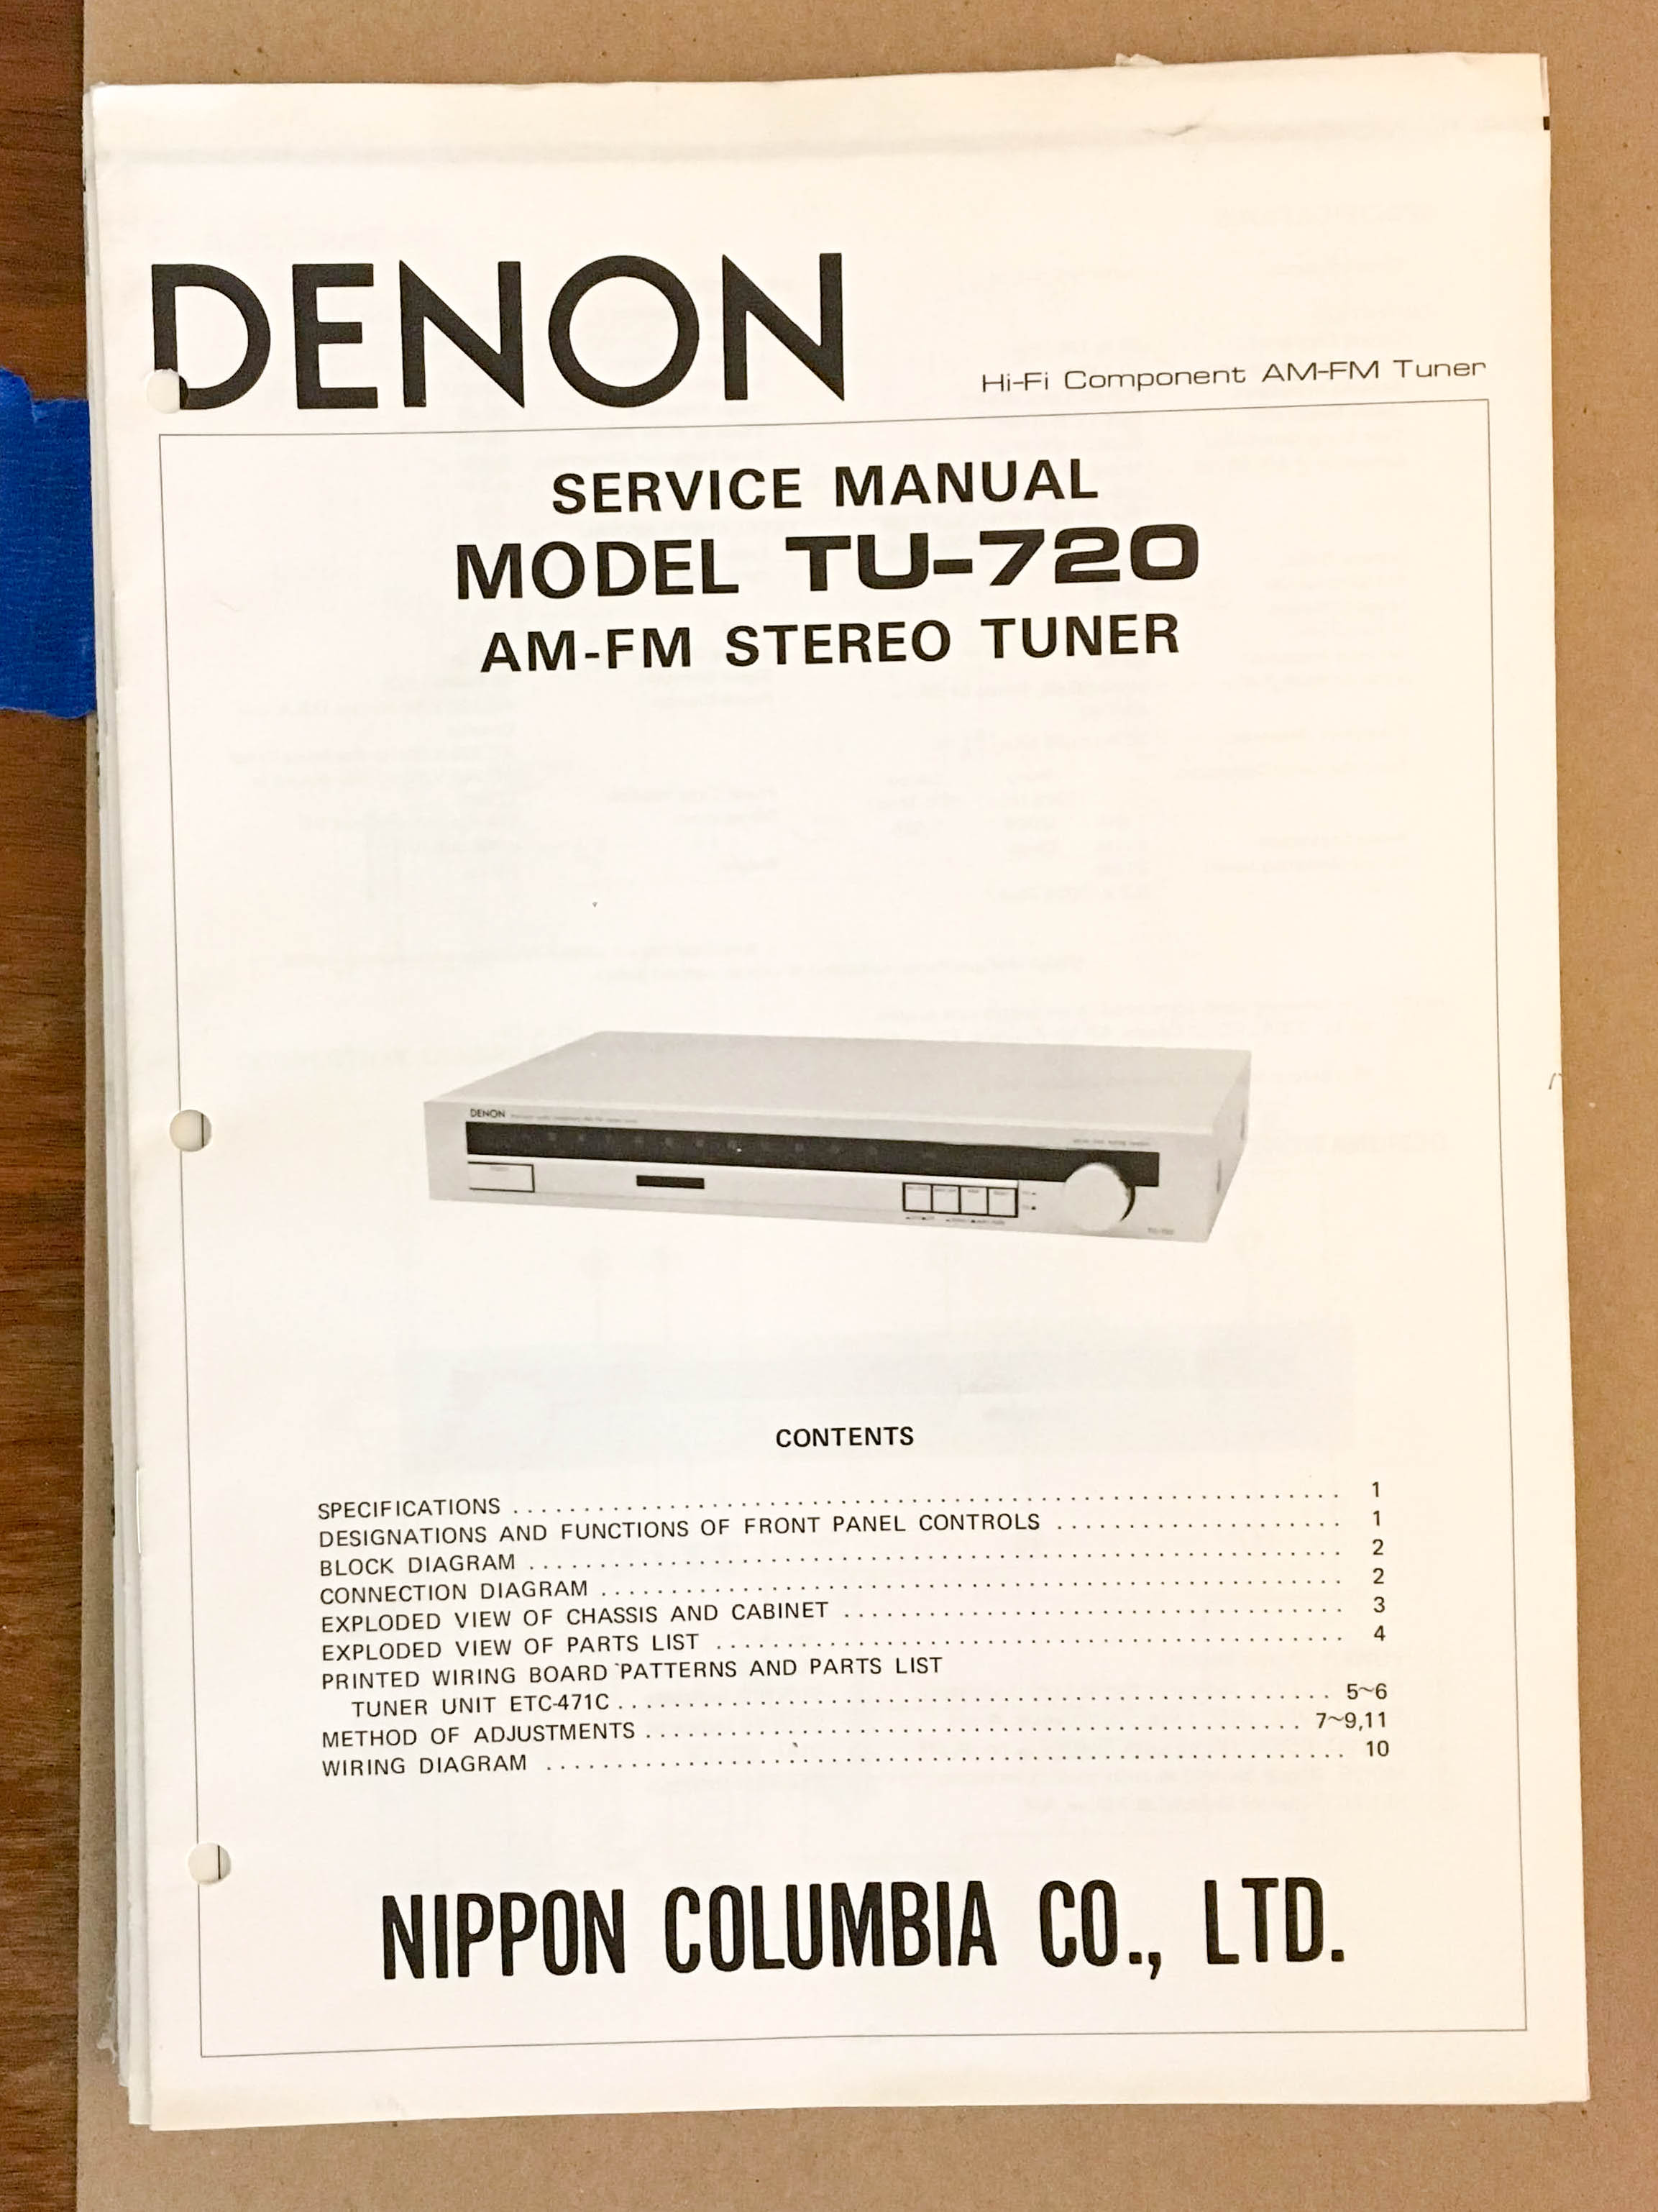 DENON
Hi-Fi Component AM-FM Tuner
SERVICE MANUAL
MODEL TU-720
AM-FM STEREO TUNER
DENON
CONTENTS
SPECIFICATIONS . . . . . . . . . . . . . . . . . . . . 1
DESIGNATIONS AND FUNCTIONS OF FRONT PANEL CONTROLS . . . . . . . . . . . . . . . . . . . . 1
BLOCK DIAGRAM . . . . . . . . . . . . . . . . . . . . 2
CONNECTION DIAGRAM . . . . . . . . . . . . . . . . . . . . 2
EXPLODED VIEW OF CHASSIS AND CABINET . . . . . . . . . . . . . . . . . . . . 3
EXPLODED VIEW OF PARTS LIST . . . . . . . . . . . . . . . . . . . . 4
PRINTED WIRING BOARD PATTERNS AND PARTS LIST
TUNER UNIT ETC-471C . . . . . . . . . . . . . . . . . . . . 5~6
METHOD OF ADJUSTMENTS . . . . . . . . . . . . . . . . . . . . 7~9,11
WIRING DIAGRAM . . . . . . . . . . . . . . . . . . . . 10
NIPPON COLUMBIA CO., LTD.